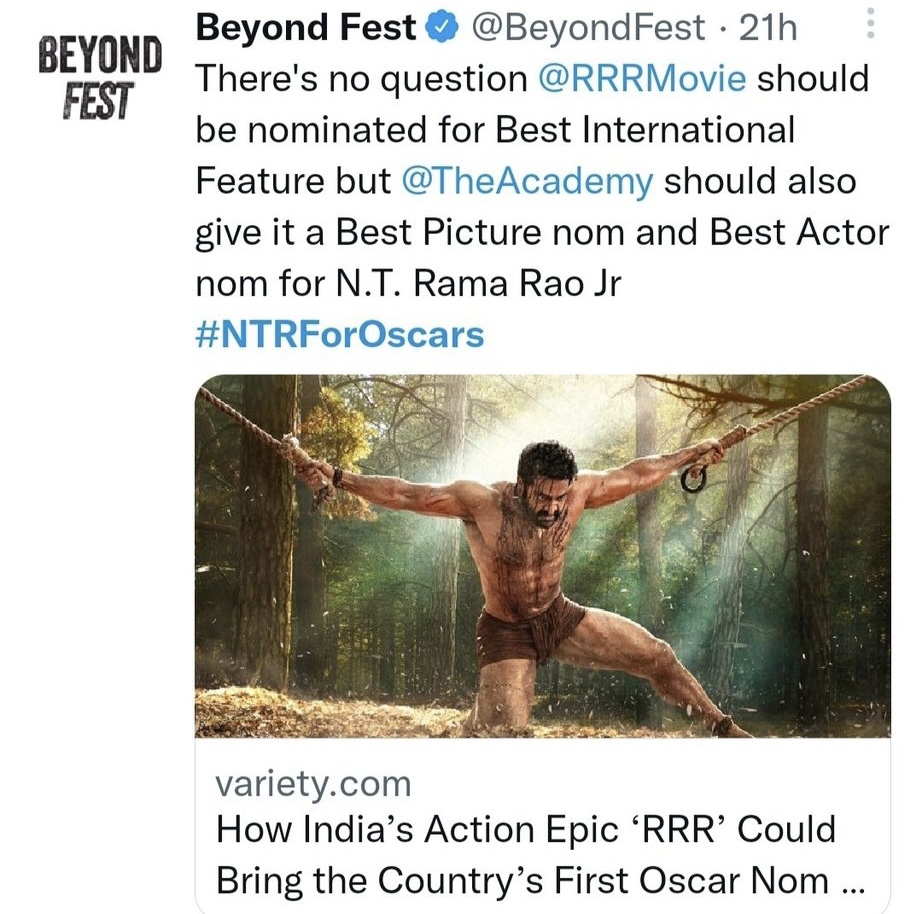 BEYOND
FEST
Beyond Fest @BeyondFest · 21h
There's no question @RRRMovie should
be nominated for Best International
Feature but @TheAcademy should also
give it a Best Picture nom and Best Actor
nom for N.T. Rama Rao Jr
#NTRForOscars
variety.com
How India’s Action Epic ‘RRR’ Could
Bring the Country’s First Oscar Nom ...